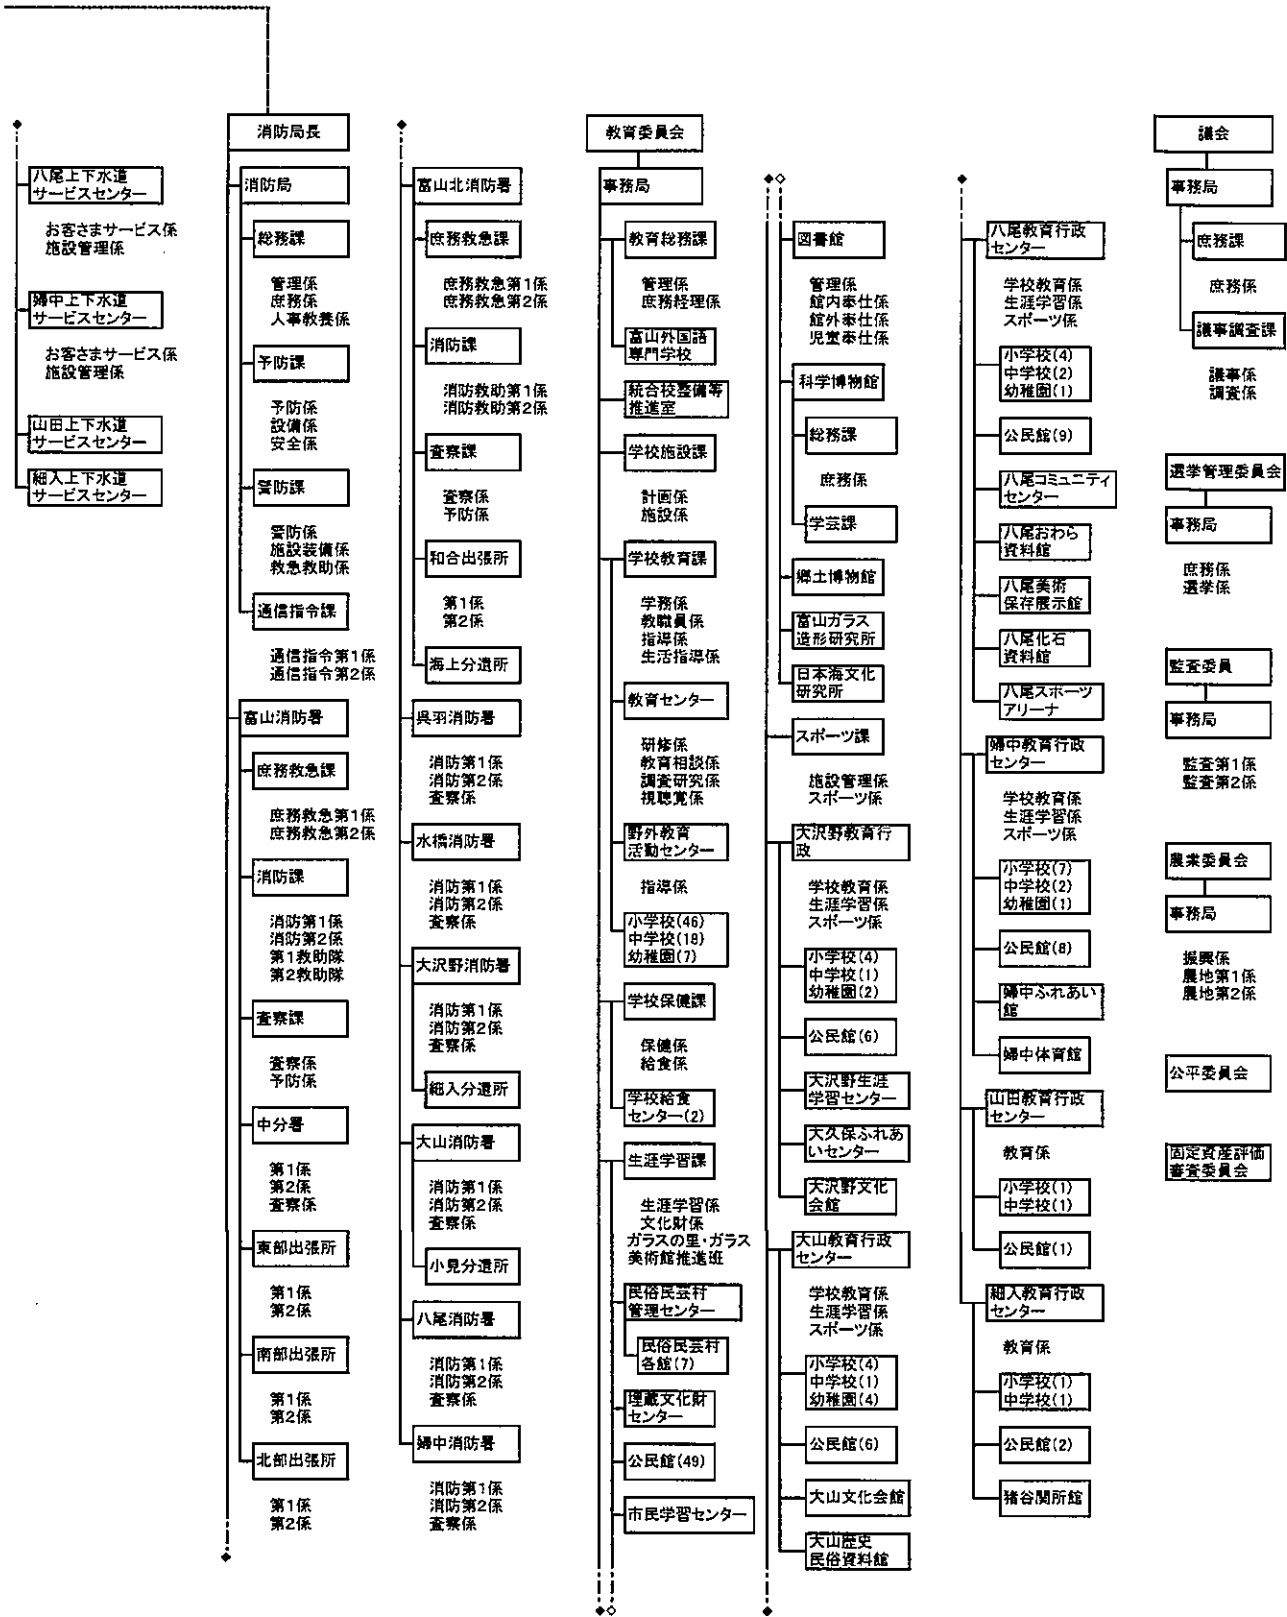 八尾上下水道
サービスセンター
お客さまサービス係
施設管理係
婦中上下水道
サービスセンター
お客さまサービス係
施設管理係
山田上下水道
サービスセンター
細入上下水道
サービスセンター
消防局長
消防局
総務課
管理係
庶務係
人事教養係
予防課
予防係
設備係
安全係
警防課
警防係
施設装備係
救急救助係
通信指令課
通信指令第1係
通信指令第2係
富山消防署
庶務救急課
庶務救急第1係
庶務救急第2係
消防課
消防第1係
消防第2係
第1救助隊
第2救助隊
査察課
査察係
予防係
中分署
第1係
第2係
査察係
東部出張所
第1係
第2係
南部出張所
第1係
第2係
北部出張所
第1係
第2係
富山北消防署
庶務救急課
庶務救急第1係
庶務救急第2係
消防課
消防救助第1係
消防救助第2係
査察課
査察係
予防係
和合出張所
第1係
第2係
海上分遣所
呉羽消防署
消防第1係
消防第2係
査察係
水橋消防署
消防第1係
消防第2係
査察係
大沢野消防署
消防第1係
消防第2係
査察係
細入分遣所
大山消防署
消防第1係
消防第2係
査察係
小見分遣所
八尾消防署
消防第1係
消防第2係
査察係
婦中消防署
消防第1係
消防第2係
査察係
教育委員会
事務局
教育総務課
管理係
庶務経理係
富山外国語
専門学校
統合校整備等
推進室
学校施設課
計画係
施設係
学校教育課
学務係
教職員係
指導係
生活指導係
教育センター
研修係
教育相談係
調査研究係
視聴覚係
野外教育
活動センター
指導係
小学校(46)
中学校(18)
幼稚園(7)
学校保健課
保健係
給食係
学校給食
センター(2)
生涯学習課
生涯学習係
文化財係
ガラスの里・ガラス
美術館推進班
民俗民芸村
管理センター
民俗民芸村
各館(7)
埋蔵文化財
センター
公民館(49)
市民学習センター
図書館
管理係
館内奉仕係
館外奉仕係
児童奉仕係
科学博物館
総務課
庶務係
学芸課
郷土博物館
富山ガラス
造形研究所
日本海文化
研究所
スポーツ課
施設管理係
スポーツ係
大沢野教育行
政
学校教育係
生涯学習係
スポーツ係
小学校(4)
中学校(1)
幼稚園(2)
公民館(6)
大沢野生涯
学習センター
大久保ふれあ
いセンター
大沢野文化
会館
大山教育行政
センター
学校教育係
生涯学習係
スポーツ係
小学校(4)
中学校(1)
幼稚園(4)
公民館(6)
大山文化会館
大山歴史
民俗資料館
八尾教育行政
センター
学校教育係
生涯学習係
スポーツ係
小学校(4)
中学校(2)
幼稚園(1)
公民館(9)
八尾コミュニティ
センター
八尾おわら
資料館
八尾美術
保存展示館
八尾化石
資料館
八尾スポーツ
アリーナ
婦中教育行政
センター
学校教育係
生涯学習係
スポーツ係
小学校(7)
中学校(2)
幼稚園(1)
公民館(8)
婦中ふれあい
館
婦中体育館
山田教育行政
センター
教育係
小学校(1)
中学校(1)
公民館(1)
細入教育行政
センター
教育係
小学校(1)
中学校(1)
公民館(2)
猪谷関所館
議会
事務局
庶務課
庶務係
議事調査課
議事係
調査係
選挙管理委員会
事務局
庶務係
選挙係
監査委員
事務局
監査第1係
監査第2係
農業委員会
事務局
振興係
農地第1係
農地第2係
公平委員会
固定資産評価
審査委員会